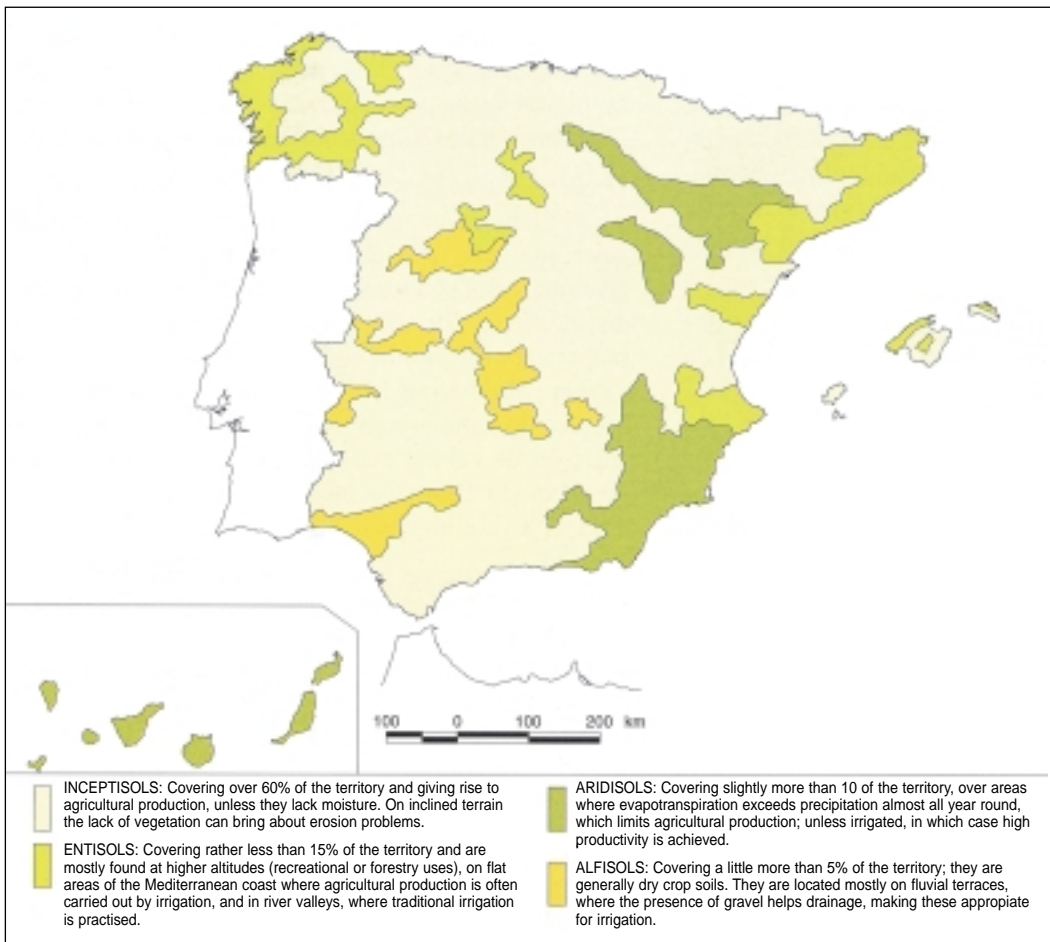 100 0 100 200 km
INCEPTISOLS: Covering over 60% of the territory and giving rise to
agricultural production, unless they lack moisture. On inclined terrain
the lack of vegetation can bring about erosion problems.
ENTISOLS: Covering rather less than 15% of the territory and are
mostly found at higher altitudes (recreational or forestry uses), on flat
areas of the Mediterranean coast where agricultural production is often
carried out by irrigation, and in river valleys, where traditional irrigation
is practised.
ARIDISOLS: Covering slightly more than 10 of the territory, over areas
where evapotranspiration exceeds precipitation almost all year round,
which limits agricultural production; unless irrigated, in which case high
productivity is achieved.
ALFISOLS: Covering a little more than 5% of the territory; they are
generally dry crop soils. They are located mostly on fluvial terraces,
where the presence of gravel helps drainage, making these appropiate
for irrigation.